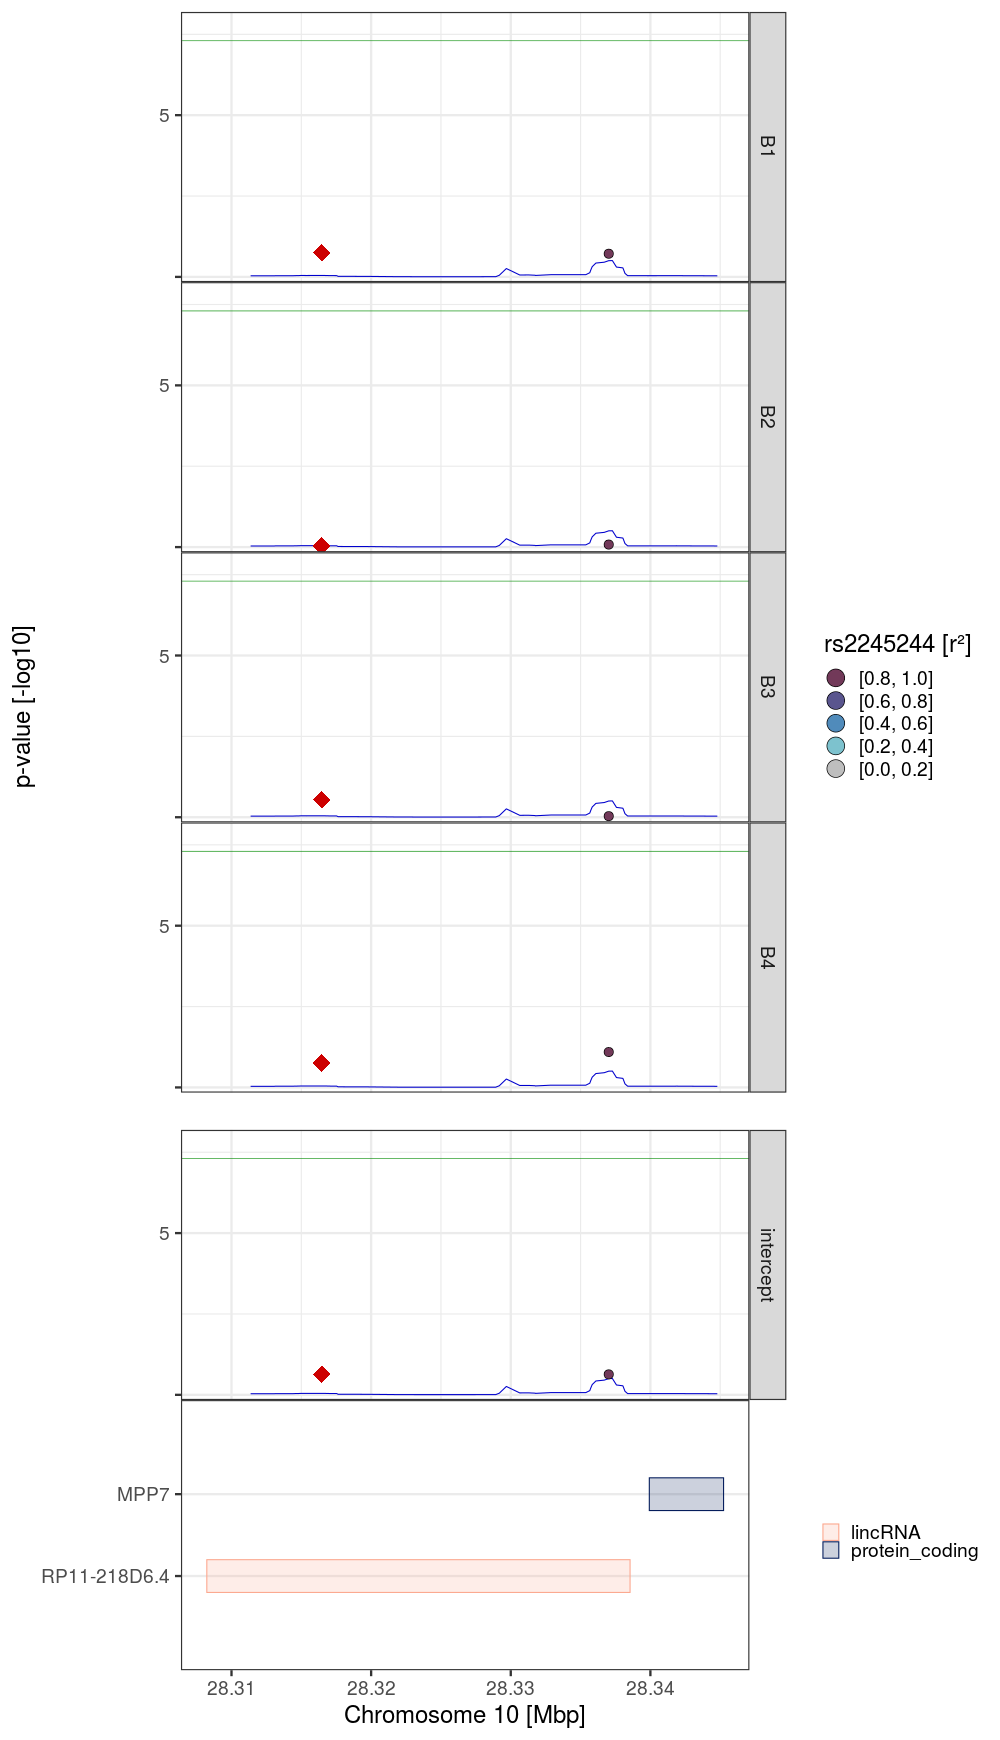 5
B1
5
B2
5
B3
5
B4
p-value [-log10]
rs2245244 [r²]
[0.8, 1.0]
[0.6, 0.8]
[0.4, 0.6]
[0.2, 0.4]
[0.0, 0.2]
5
intercept
MPP7
RP11-218D6.4
lincRNA
protein_coding
28.31 28.32 28.33 28.34
Chromosome 10 [Mbp]